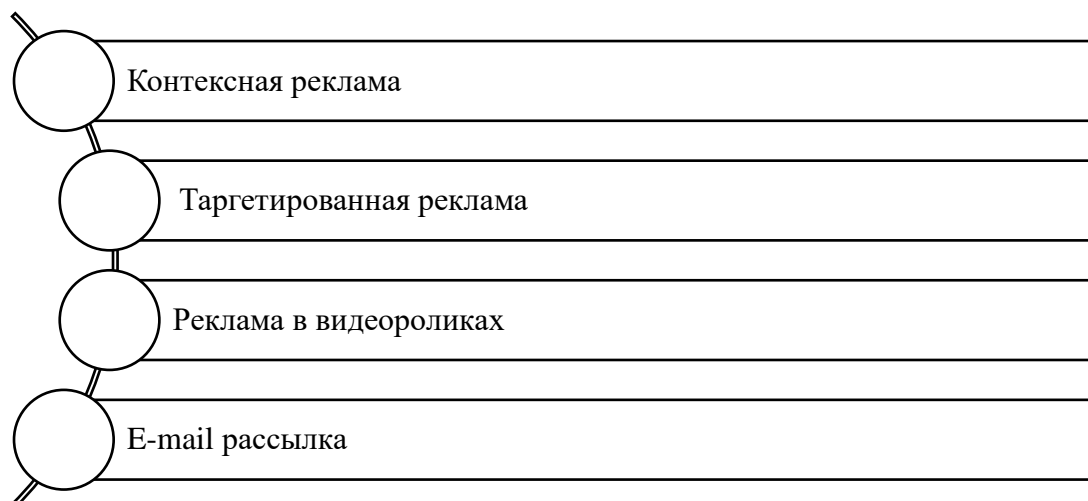 Контексная реклама
Таргетированная реклама
Реклама в видеороликах
E-mail рассылка